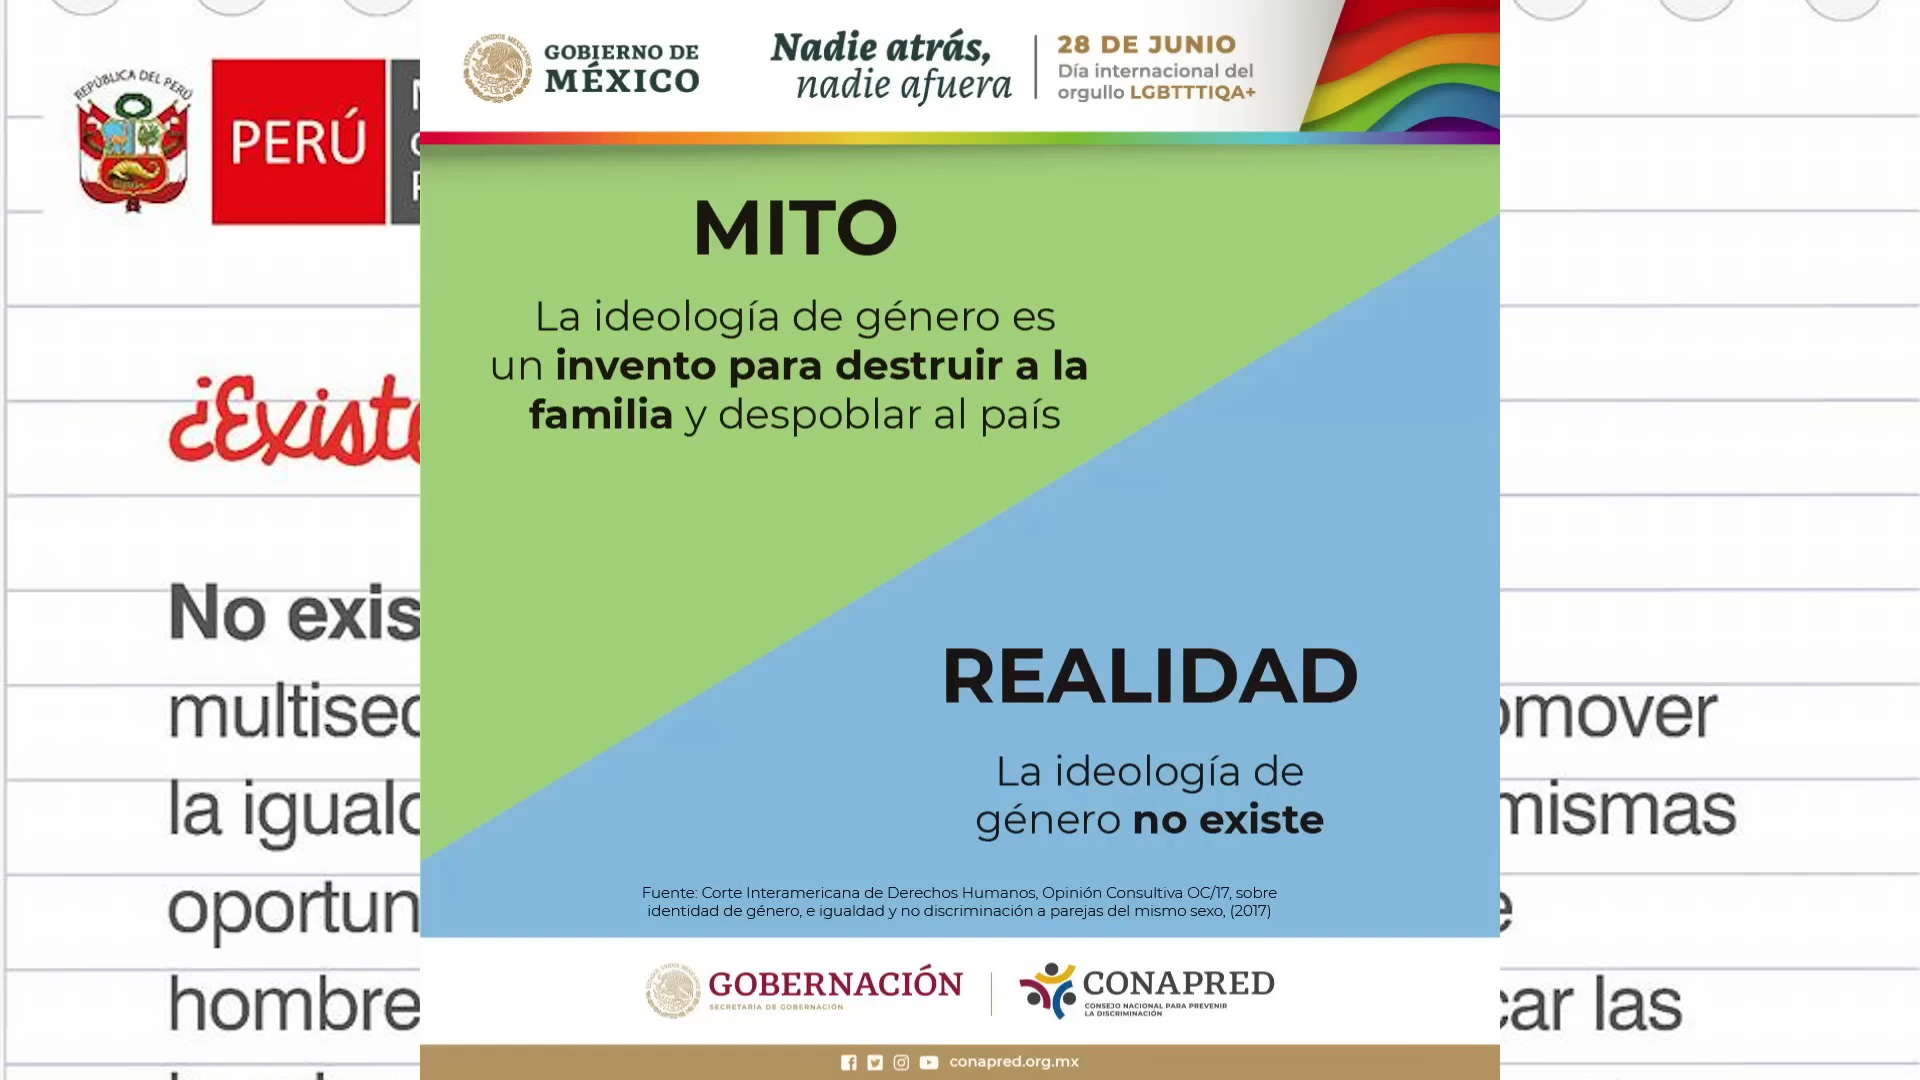 REPÚBLICA DEL PERÚ
PERÚ
GOBIERNO DE
MÉXICO
Nadie atrás,
nadie afuera
28 DE JUNIO
Día internacional del
orgullo LGBTTTIQA+
MITO
La ideología de género es
un invento para destruir a la
familia y despoblar al país
REALIDAD
La ideología de
género no existe
Fuente: Corte Interamericana de Derechos Humanos, Opinión Consultiva OC/17, sobre
identidad de género, e igualdad y no discriminación a parejas del mismo sexo, (2017)
GOBERNACIÓN
SECRETARÍA DE GOBERNACIÓN
CONAPRED
CONSEJO NACIONAL PARA PREVENIR
LA DISCRIMINACIÓN
conapred.org.mx
¿Existe
No exis
multisec
omover
la igualc
mismas
oportun
e
hombre
car las